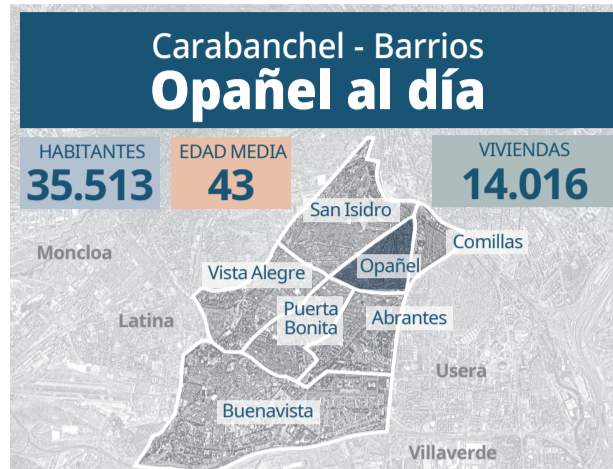 Carabanchel - Barrios
Opañel al día
HABITANTES
35.513
EDAD MEDIA
43
VIVIENDAS
14.016
San Isidro
Comillas
Moncloa
Opañel
Vista Alegre
Puerta
Bonita
Abrantes
Latina
Usera
Buenavista
Villaverde